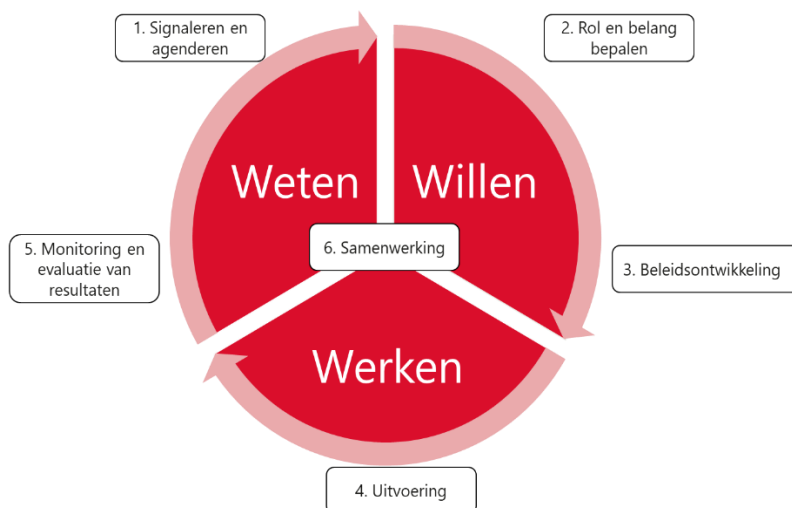 1. Signaleren en
agenderen
2. Rol en belang
bepalen
Weten
Willen
6. Samenwerking
5. Monitoring en
evaluatie van
resultaten
3. Beleidsontwikkeling
Werken
4. Uitvoering